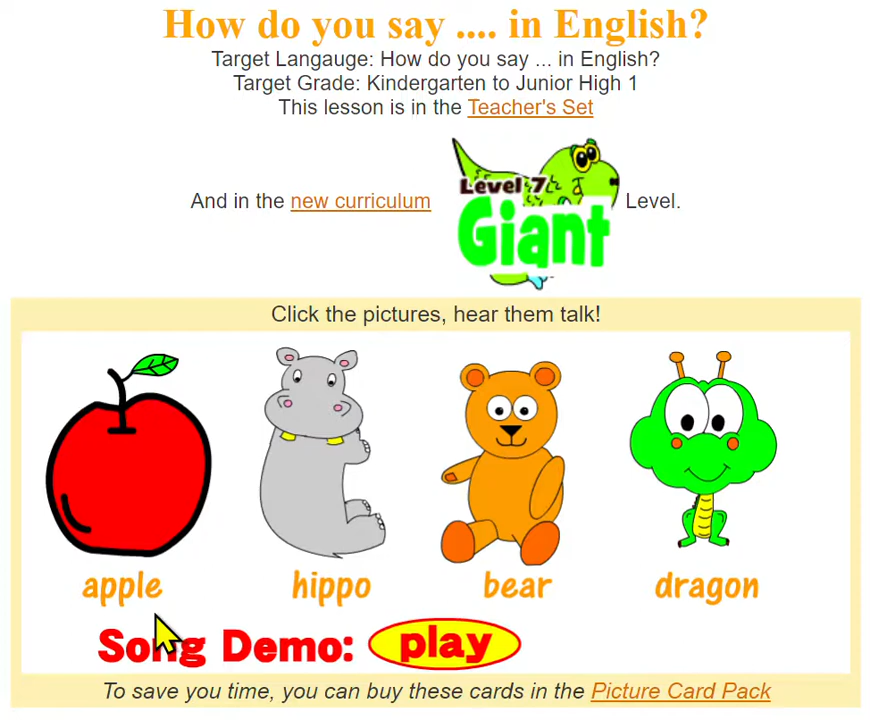 How do you say .... in English?
Target Langauge: How do you say ... in English?
Target Grade: Kindergarten to Junior High 1
This lesson is in the Teacher's Set
And in the new curriculum Level 7 Giant Level.
Click the pictures, hear them talk!
apple hippo bear dragon
Song Demo: play
To save you time, you can buy these cards in the Picture Card Pack